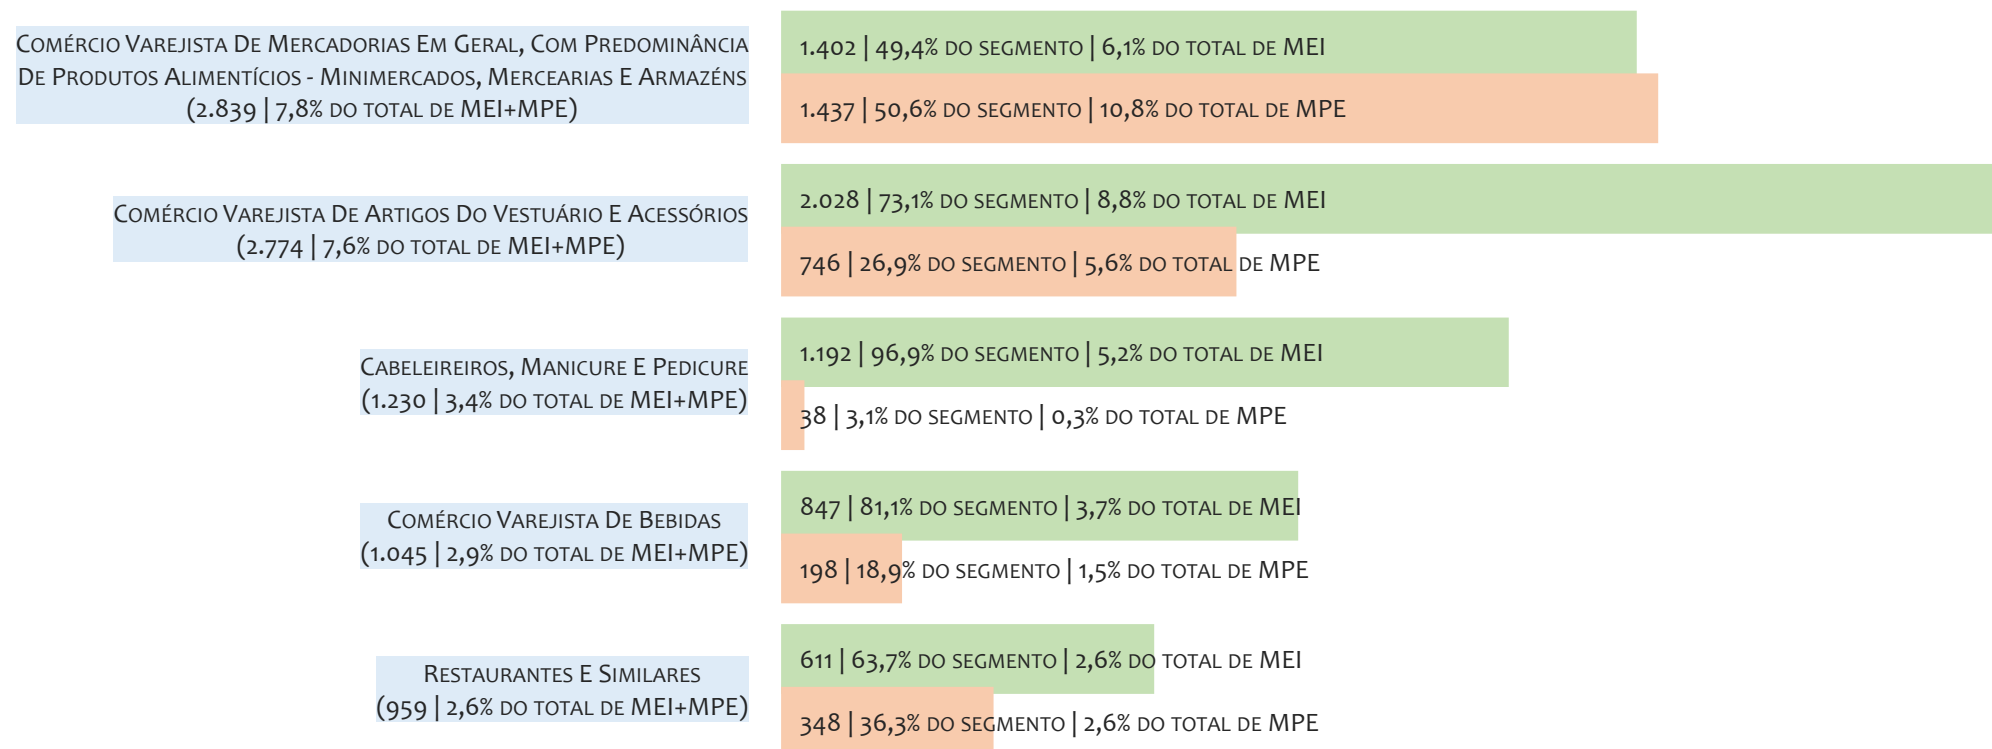 Comércio Varejista De Mercadorias Em Geral, Com Predominância
De Produtos Alimentícios - Minimercados, Mercearias E Armazéns
(2.839 | 7,8% do total de MEI+MPE)
1.402 | 49,4% do segmento | 6,1% do total de MEI
1.437 | 50,6% do segmento | 10,8% do total de MPE
Comércio Varejista De Artigos Do Vestuário E Acessórios
(2.774 | 7,6% do total de MEI+MPE)
2.028 | 73,1% do segmento | 8,8% do total de MEI
746 | 26,9% do segmento | 5,6% do total de MPE
Cabeleireiros, Manicure E Pedicure
(1.230 | 3,4% do total de MEI+MPE)
1.192 | 96,9% do segmento | 5,2% do total de MEI
38 | 3,1% do segmento | 0,3% do total de MPE
Comércio Varejista De Bebidas
(1.045 | 2,9% do total de MEI+MPE)
847 | 81,1% do segmento | 3,7% do total de MEI
198 | 18,9% do segmento | 1,5% do total de MPE
Restaurantes E Similares
(959 | 2,6% do total de MEI+MPE)
611 | 63,7% do segmento | 2,6% do total de MEI
348 | 36,3% do segmento | 2,6% do total de MPE